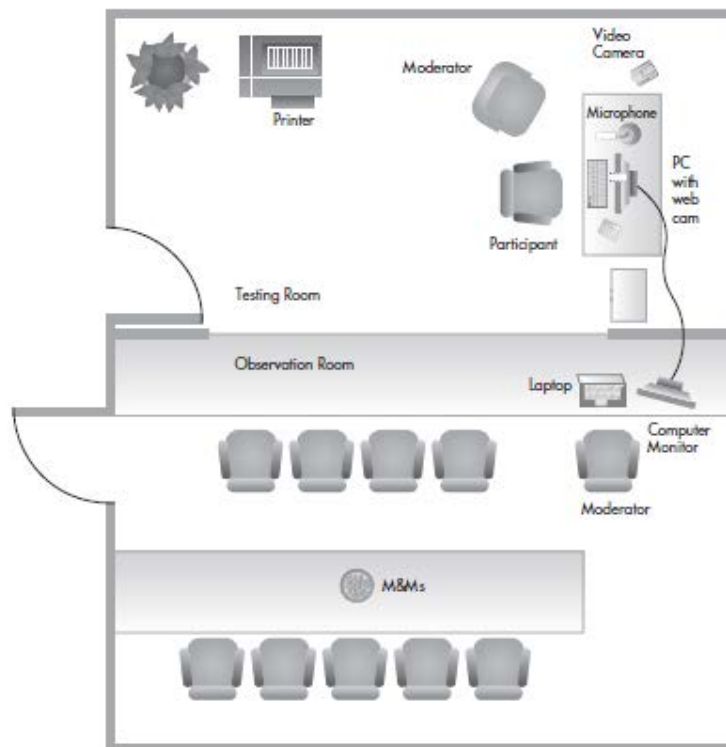 Video
Camera
Moderator
Microphone
Printer
PC
with
web
cam
Participant
Testing Room
Observation Room
Laptop
Computer
Monitor
Moderator
M&Ms